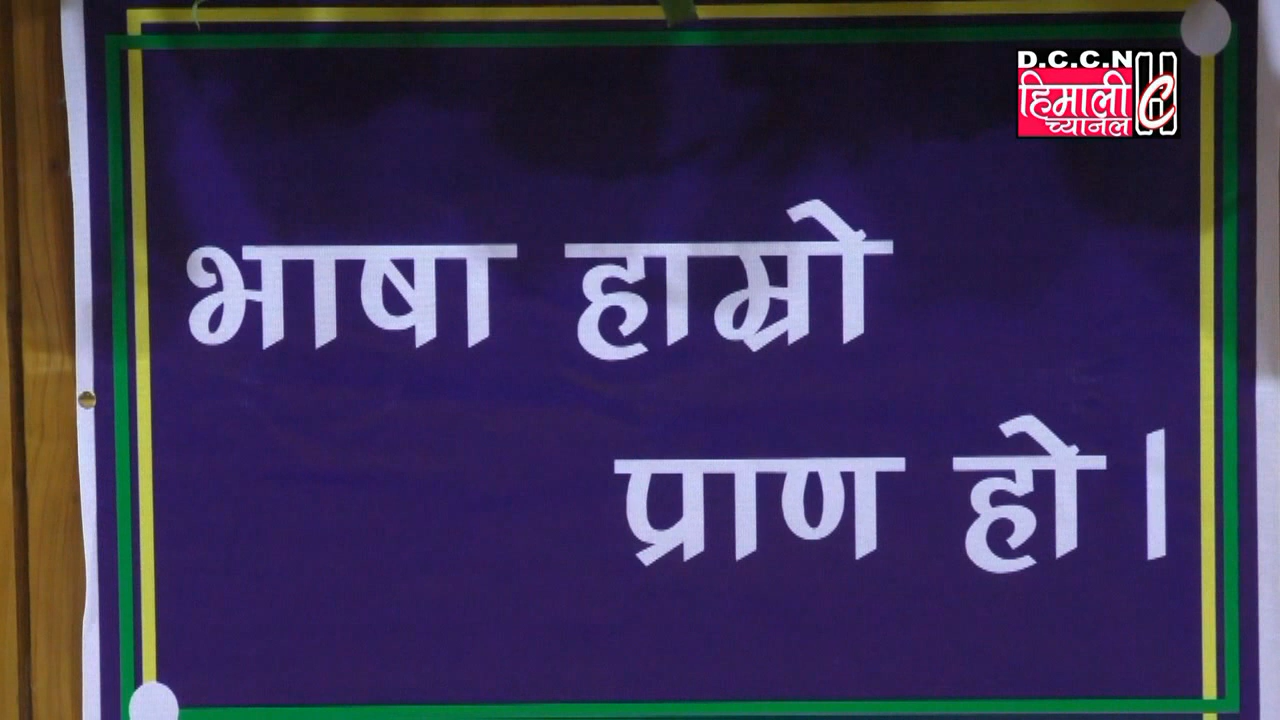 D.C.C.N
हिमाली
च्यानल
भाषा हाम्रो
प्राण हो ।